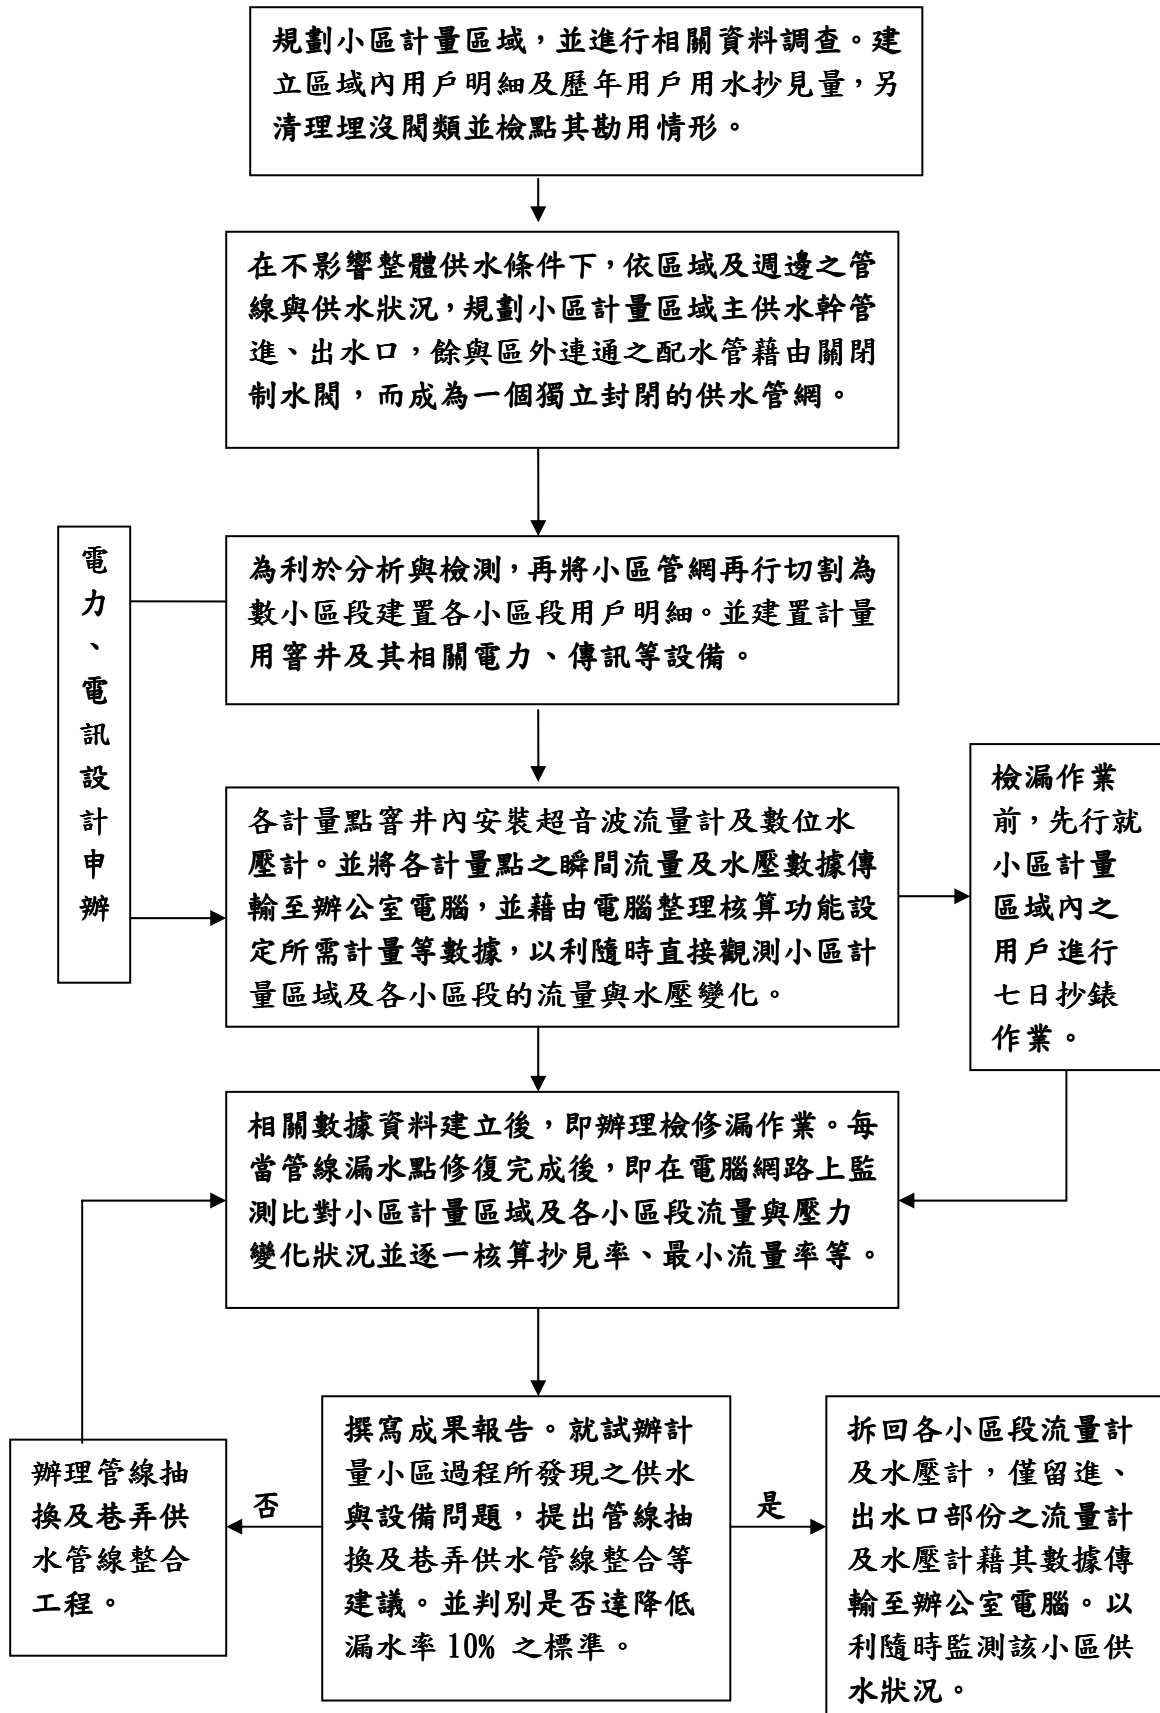 規劃小區計量區域，並進行相關資料調查。建
立區域內用戶明細及歷年用戶用水抄見量，另
清理埋沒閥類並檢點其勘用情形。
在不影響整體供水條件下，依區域及週邊之管
線與供水狀況，規劃小區計量區域主供水幹管
進、出水口，餘與區外連通之配水管藉由關閉
制水閥，而成為一個獨立封閉的供水管網。
電
力
、
電
訊
設
計
申
辦
為利於分析與檢測，再將小區管網再行切割為
數小區段建置各小區段用戶明細。並建置計量
用窨井及其相關電力、傳訊等設備。
各計量點窨井內安裝超音波流量計及數位水
壓計。並將各計量點之瞬間流量及水壓數據傳
輸至辦公室電腦，並藉由電腦整理核算功能設
定所需計量等數據，以利隨時直接觀測小區計
量區域及各小區段的流量與水壓變化。
檢漏作業
前，先行就
小區計量
區域內之
用戶進行
七日抄錶
作業。
相關數據資料建立後，即辦理檢修漏作業。每
當管線漏水點修復完成後，即在電腦網路上監
測比對小區計量區域及各小區段流量與壓力
變化狀況並逐一核算抄見率、最小流量率等。
辦理管線抽
換及巷弄供
水管線整合
工程。
否
撰寫成果報告。就試辦計
量小區過程所發現之供水
與設備問題，提出管線抽
換及巷弄供水管線整合等
建議。並判別是否達降低
漏水率 10% 之標準。
是
拆回各小區段流量計
及水壓計，僅留進、
出水口部份之流量計
及水壓計藉其數據傳
輸至辦公室電腦。以
利隨時監測該小區供
水狀況。